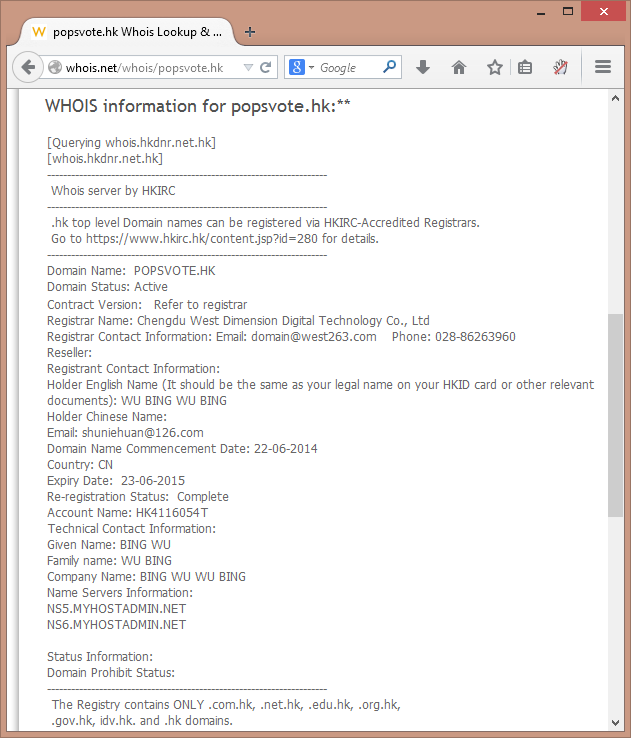 popsvote.hk Whois Lookup & ...
whois.net/whois/popsvote.hk
Google
WHOIS information for popsvote.hk:**
[Querying whois.hkdnr.net.hk]
[whois.hkdnr.net.hk]
----------------------------------------------------------------------
Whois server by HKIRC
----------------------------------------------------------------------
.hk top level Domain names can be registered via HKIRC-Accredited Registrars.
Go to https://www.hkirc.hk/content.jsp?id=280 for details.
----------------------------------------------------------------------
Domain Name: POPSVOTE.HK
Domain Status: Active
Contract Version: Refer to registrar
Registrar Name: Chengdu West Dimension Digital Technology Co., Ltd
Registrar Contact Information: Email: domain@west263.com Phone: 028-86263960
Reseller:
Registrant Contact Information:
Holder English Name (It should be the same as your legal name on your HKID card or other relevant
documents): WU BING WU BING
Holder Chinese Name:
Email: shuniehuan@126.com
Domain Name Commencement Date: 22-06-2014
Country: CN
Expiry Date: 23-06-2015
Re-registration Status: Complete
Account Name: HK4116054T
Technical Contact Information:
Given Name: BING WU
Family name: WU BING
Company Name: BING WU WU BING
Name Servers Information:
NS5.MYHOSTADMIN.NET
NS6.MYHOSTADMIN.NET
Status Information:
Domain Prohibit Status:
----------------------------------------------------------------------
The Registry contains ONLY .com.hk, .net.hk, .edu.hk, .org.hk,
.gov.hk, idv.hk. and .hk domains.